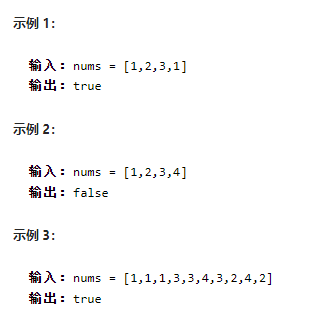 示例 1：
输入：nums = [1,2,3,1]
输出：true
示例 2：
输入：nums = [1,2,3,4]
输出：false
示例 3：
输入：nums = [1,1,1,3,3,4,3,2,4,2]
输出：true